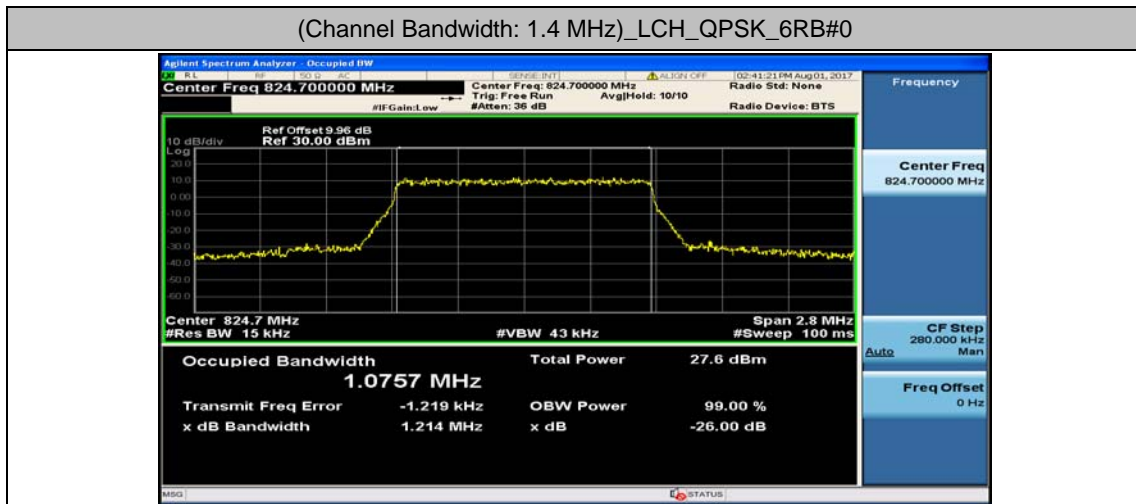 (Channel Bandwidth: 1.4 MHz)_LCH_QPSK_6RB#0
Agilent Spectrum Analyzer - Occupied BW
RL RF 50 Ω AC SENSE:INT ALIGN OFF 02:41:21 PM Aug 01, 2017
Center Freq 824.700000 MHz
Center Freq: 824.700000 MHz
Radio Std: None
Trig: Free Run Avg|Hold: 10/10
#IFGain:Low #Atten: 36 dB Radio Device: BTS
Frequency
Ref Offset 9.96 dB
10 dB/div Ref 30.00 dBm
Log
20.0
10.0
0.00
-10.0
-20.0
-30.0
-40.0
-50.0
-60.0
Center Freq
824.700000 MHz
Center 824.7 MHz Span 2.8 MHz
#Res BW 15 kHz #VBW 43 kHz #Sweep 100 ms
CF Step
280.000 kHz
Auto Man
Occupied Bandwidth Total Power 27.6 dBm
1.0757 MHz
Freq Offset
0 Hz
Transmit Freq Error -1.219 kHz OBW Power 99.00 %
x dB Bandwidth 1.214 MHz x dB -26.00 dB
MSG STATUS